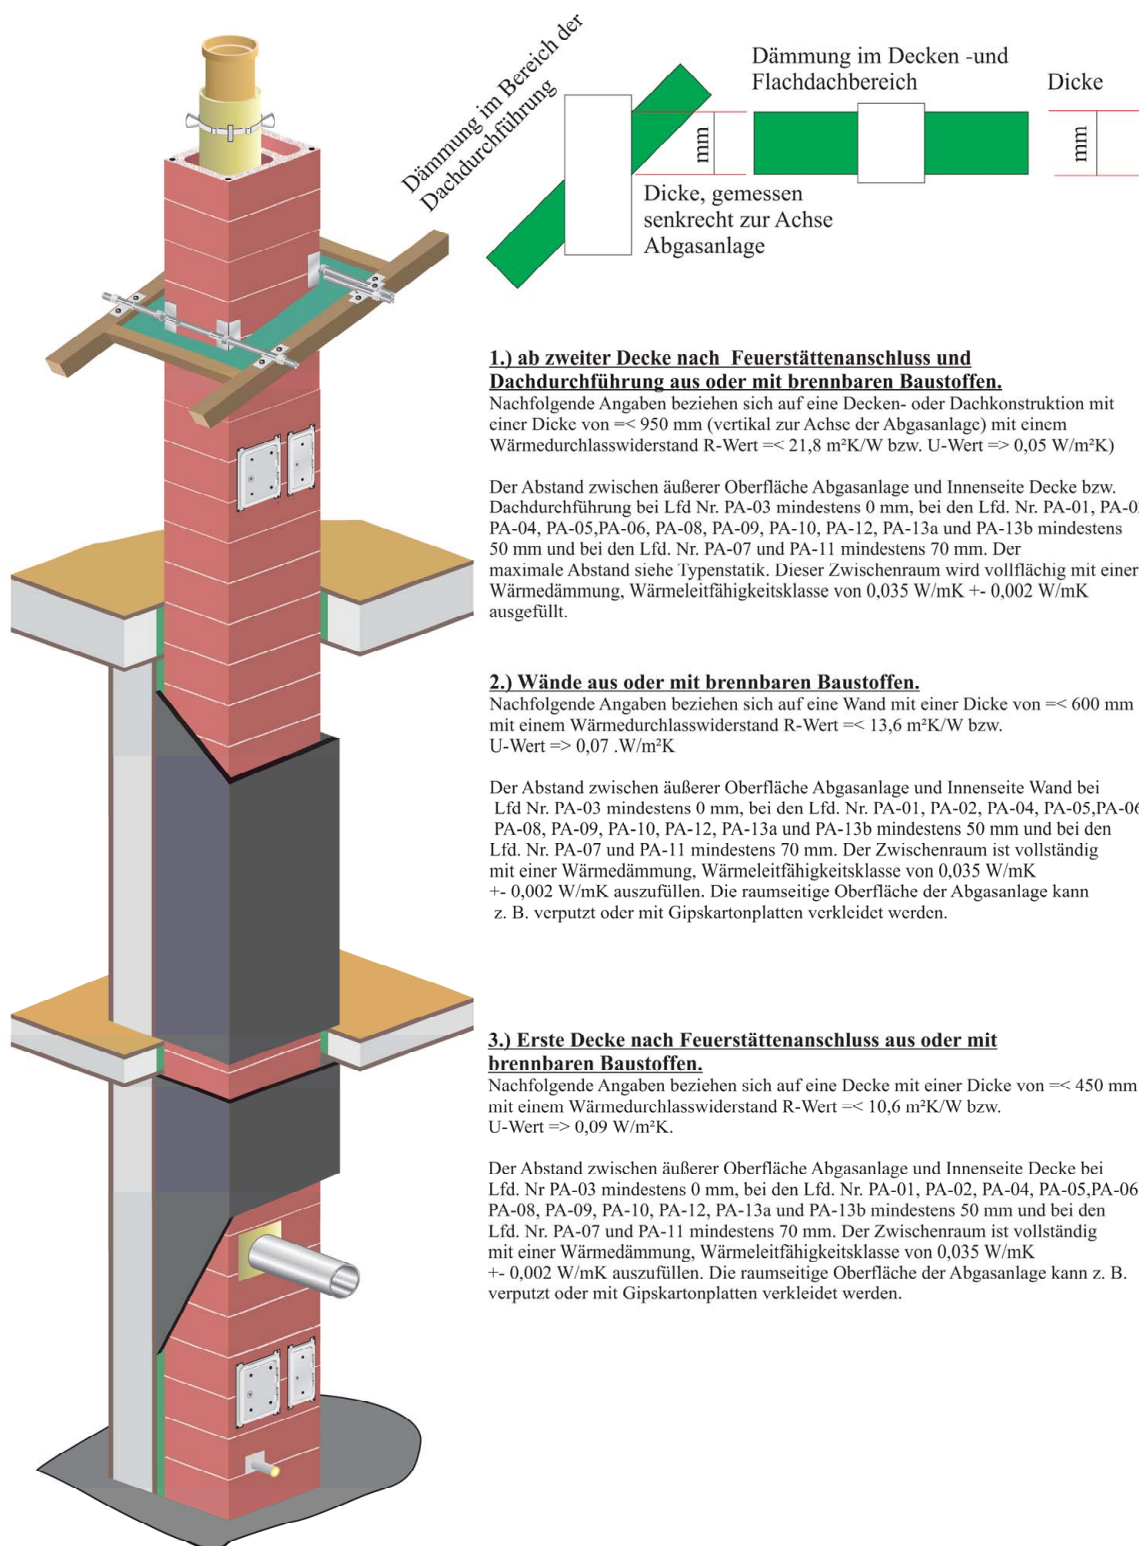 Dämmung im Bereich der
Dachdurchführung
Dämmung im Decken -und
Flachdachbereich
Dicke
mm
mm
Dicke, gemessen
senkrecht zur Achse
Abgasanlage
1.) ab zweiter Decke nach Feuerstättenanschluss und
Dachdurchführung aus oder mit brennbaren Baustoffen.
Nachfolgende Angaben beziehen sich auf eine Decken- oder Dachkonstruktion mit
einer Dicke von =< 950 mm (vertikal zur Achse der Abgasanlage) mit einem
Wärmedurchlasswiderstand R-Wert =< 21,8 m²K/W bzw. U-Wert => 0,05 W/m²K)
Der Abstand zwischen äußerer Oberfläche Abgasanlage und Innenseite Decke bzw.
Dachdurchführung bei Lfd Nr. PA-03 mindestens 0 mm, bei den Lfd. Nr. PA-01,
PA-04, PA-05,PA-06, PA-08, PA-09, PA-10, PA-12, PA-13a und PA-13b mindestens
50 mm und bei den Lfd. Nr. PA-07 und PA-11 mindestens 70 mm. Der
maximale Abstand siehe Typenstatik. Dieser Zwischenraum wird vollflächig mit einer
Wärmedämmung, Wärmeleitfähigkeitsklasse von 0,035 W/mK +- 0,002 W/mK
ausgefüllt.
2.) Wände aus oder mit brennbaren Baustoffen.
Nachfolgende Angaben beziehen sich auf eine Wand mit einer Dicke von =< 600 mm
mit einem Wärmedurchlasswiderstand R-Wert =< 13,6 m²K/W bzw.
U-Wert => 0,07 .W/m²K
Der Abstand zwischen äußerer Oberfläche Abgasanlage und Innenseite Wand bei
Lfd Nr. PA-03 mindestens 0 mm, bei den Lfd. Nr. PA-01, PA-02, PA-04, PA-05,PA-06
PA-08, PA-09, PA-10, PA-12, PA-13a und PA-13b mindestens 50 mm und bei den
Lfd. Nr. PA-07 und PA-11 mindestens 70 mm. Der Zwischenraum ist vollständig
mit einer Wärmedämmung, Wärmeleitfähigkeitsklasse von 0,035 W/mK
+- 0,002 W/mK auszufüllen. Die raumseitige Oberfläche der Abgasanlage kann
z. B. verputzt oder mit Gipskartonplatten verkleidet werden.
3.) Erste Decke nach Feuerstättenanschluss aus oder mit
brennbaren Baustoffen.
Nachfolgende Angaben beziehen sich auf eine Decke mit einer Dicke von =< 450 mm
mit einem Wärmedurchlasswiderstand R-Wert =< 10,6 m²K/W bzw.
U-Wert => 0,09 W/m²K.
Der Abstand zwischen äußerer Oberfläche Abgasanlage und Innenseite Decke bei
Lfd. Nr PA-03 mindestens 0 mm, bei den Lfd. Nr. PA-01, PA-02, PA-04, PA-05,PA-06
PA-08, PA-09, PA-10, PA-12, PA-13a und PA-13b mindestens 50 mm und bei den
Lfd. Nr. PA-07 und PA-11 mindestens 70 mm. Der Zwischenraum ist vollständig
mit einer Wärmedämmung, Wärmeleitfähigkeitsklasse von 0,035 W/mK
+- 0,002 W/mK auszufüllen. Die raumseitige Oberfläche der Abgasanlage kann z. B.
verputzt oder mit Gipskartonplatten verkleidet werden.